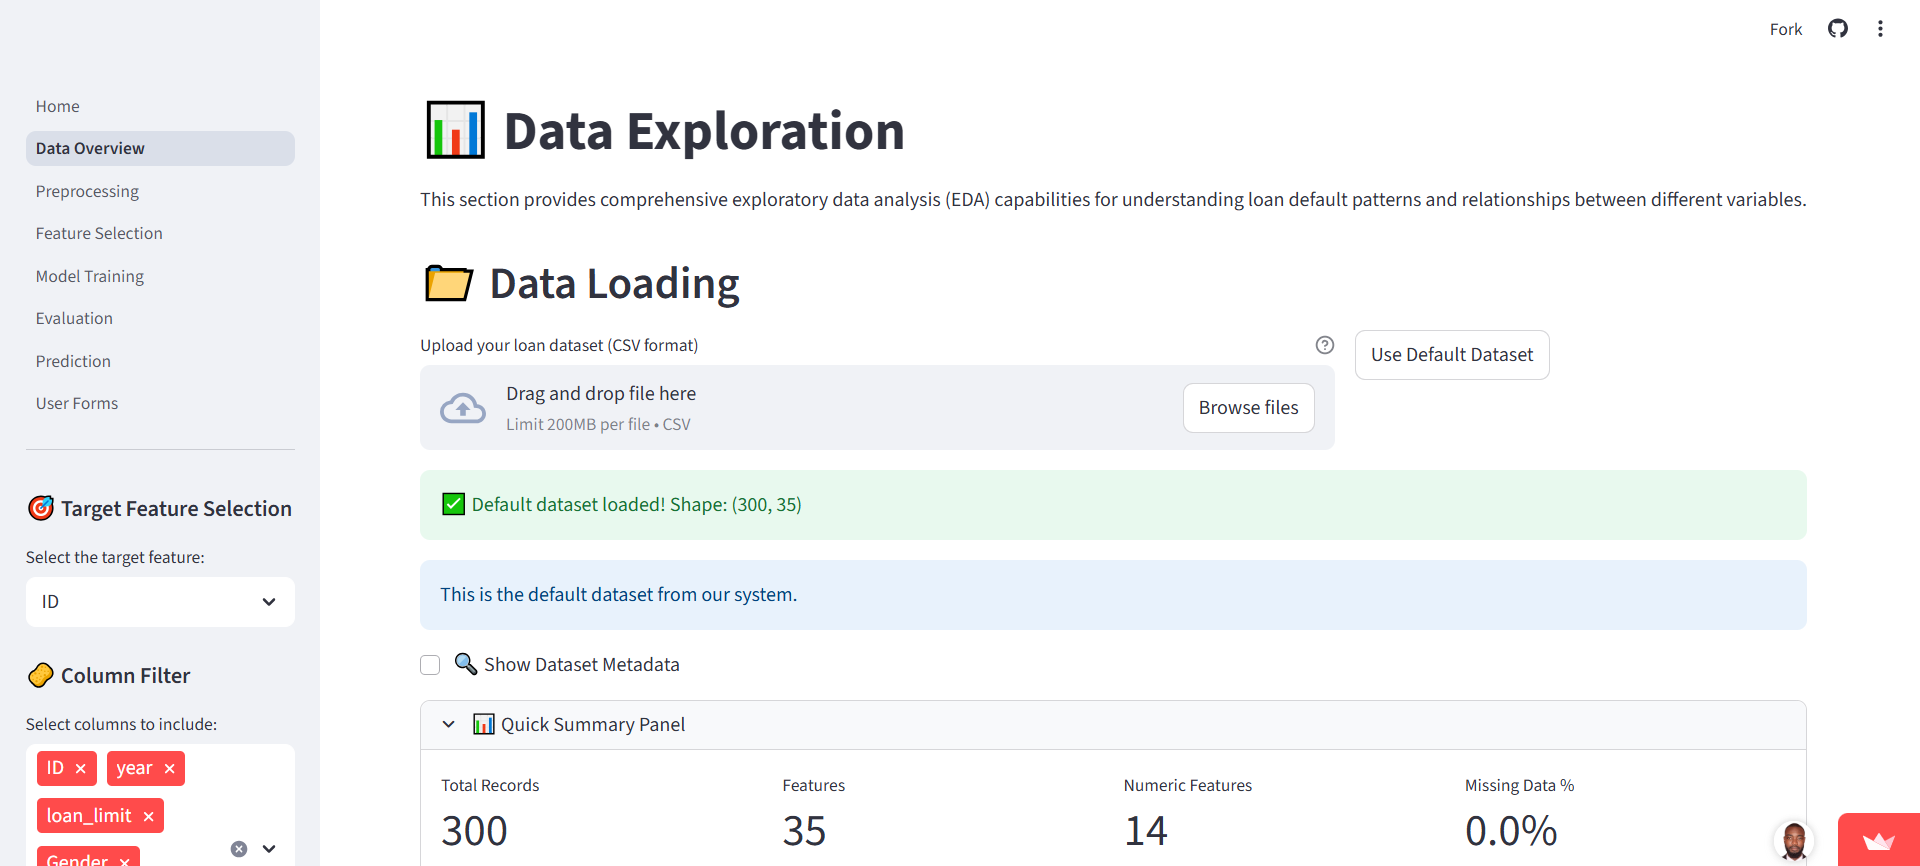 Fork
Home
Data Overview
Preprocessing
Feature Selection
Model Training
Evaluation
Prediction
User Forms
Target Feature Selection
Select the target feature:
ID
Column Filter
Select columns to include:
ID
year
loan_limit
Gender
Data Exploration
This section provides comprehensive exploratory data analysis (EDA) capabilities for understanding loan default patterns and relationships between different variables.
Data Loading
Upload your loan dataset (CSV format)
Drag and drop file here
Limit 200MB per file • CSV
Browse files
Use Default Dataset
Default dataset loaded! Shape: (300, 35)
This is the default dataset from our system.
Show Dataset Metadata
Quick Summary Panel
Total Records
300
Features
35
Numeric Features
14
Missing Data %
0.0%